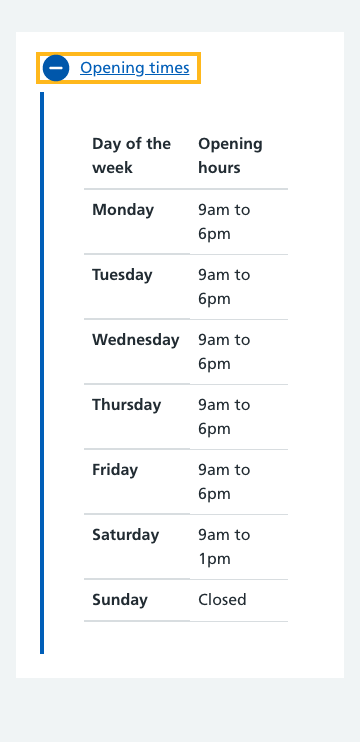 Opening times
Day of the week Opening hours
Monday 9am to 6pm
Tuesday 9am to 6pm
Wednesday 9am to 6pm
Thursday 9am to 6pm
Friday 9am to 6pm
Saturday 9am to 1pm
Sunday Closed